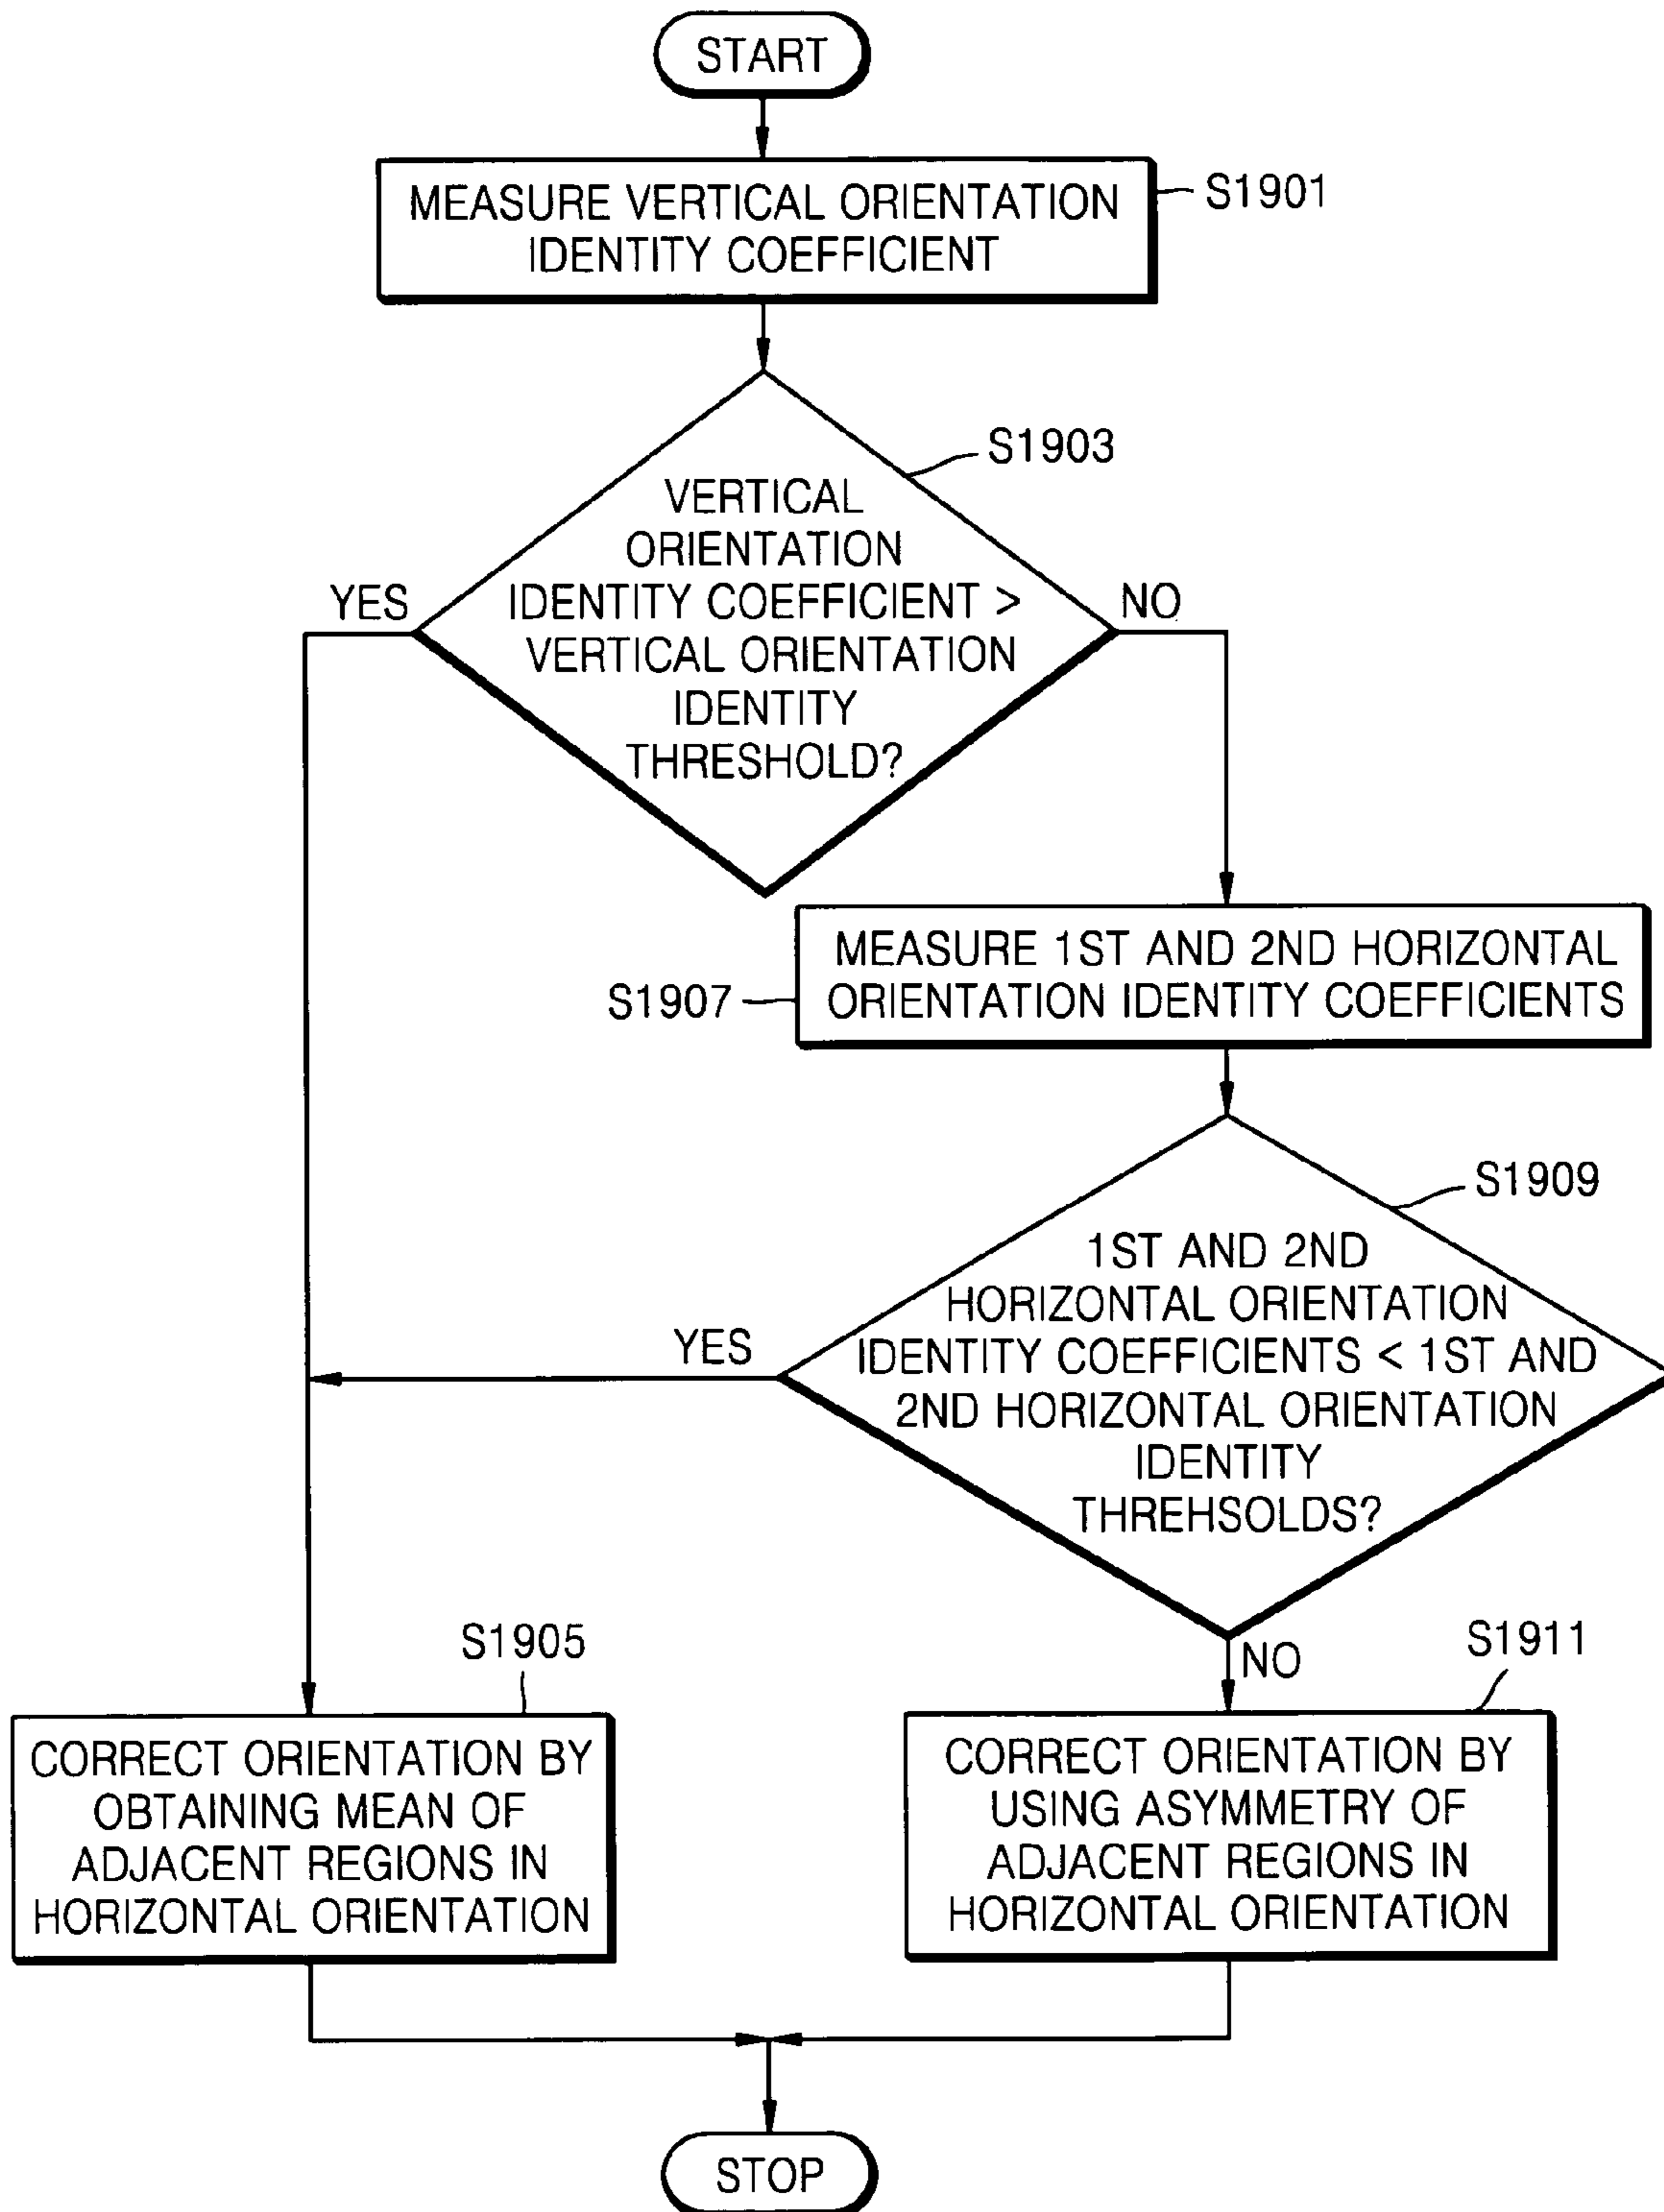 START
MEASURE VERTICAL ORIENTATION
IDENTITY COEFFICIENT
S1901
S1903
VERTICAL
ORIENTATION
IDENTITY COEFFICIENT >
VERTICAL ORIENTATION
IDENTITY
THRESHOLD?
YES
NO
MEASURE 1ST AND 2ND HORIZONTAL
ORIENTATION IDENTITY COEFFICIENTS
S1907
S1909
1ST AND 2ND
HORIZONTAL ORIENTATION
IDENTITY COEFFICIENTS < 1ST AND
2ND HORIZONTAL ORIENTATION
IDENTITY
THREHSOLDS?
YES
NO
S1905
CORRECT ORIENTATION BY
OBTAINING MEAN OF
ADJACENT REGIONS IN
HORIZONTAL ORIENTATION
S1911
CORRECT ORIENTATION BY
USING ASYMMETRY OF
ADJACENT REGIONS IN
HORIZONTAL ORIENTATION
STOP